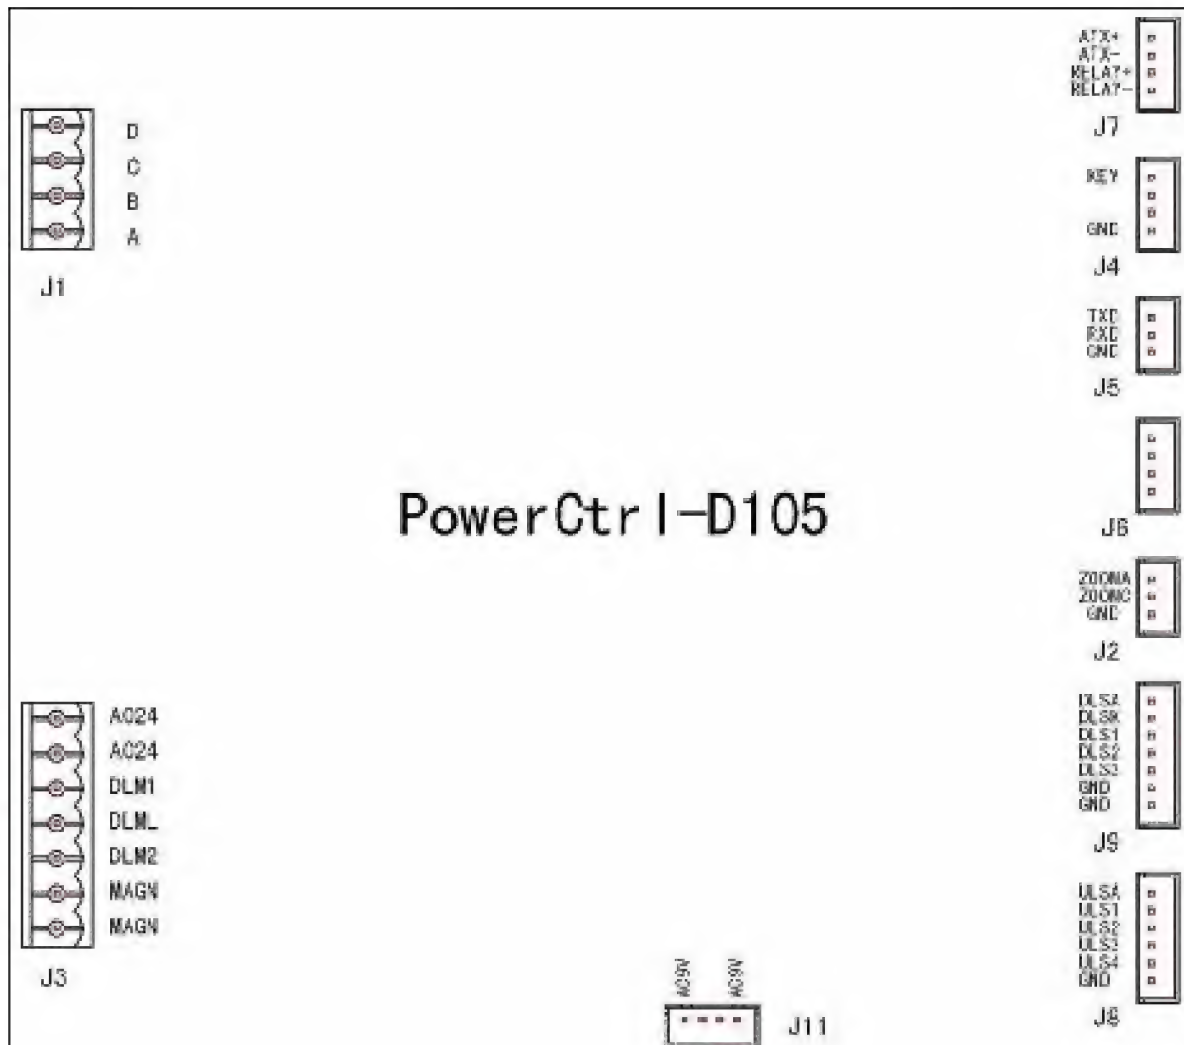 ATX+
ATX-
RELAY+
RELAY-
J7
D
C
B
A
J1
KEY
GND
J4
TXD
RXD
GND
J5
PowerCtrl-D105
J6
ZOONA
ZOONC
GND
J2
AC24
AC24
DLM1
DLML
DLM2
MAGN
MAGN
J3
DLSA
DLSK
DLS1
DLS2
DLS3
GND
GND
J9
ULSA
ULS1
ULS2
ULS3
ULS4
GND
J8
AC9V
AC9V
J11